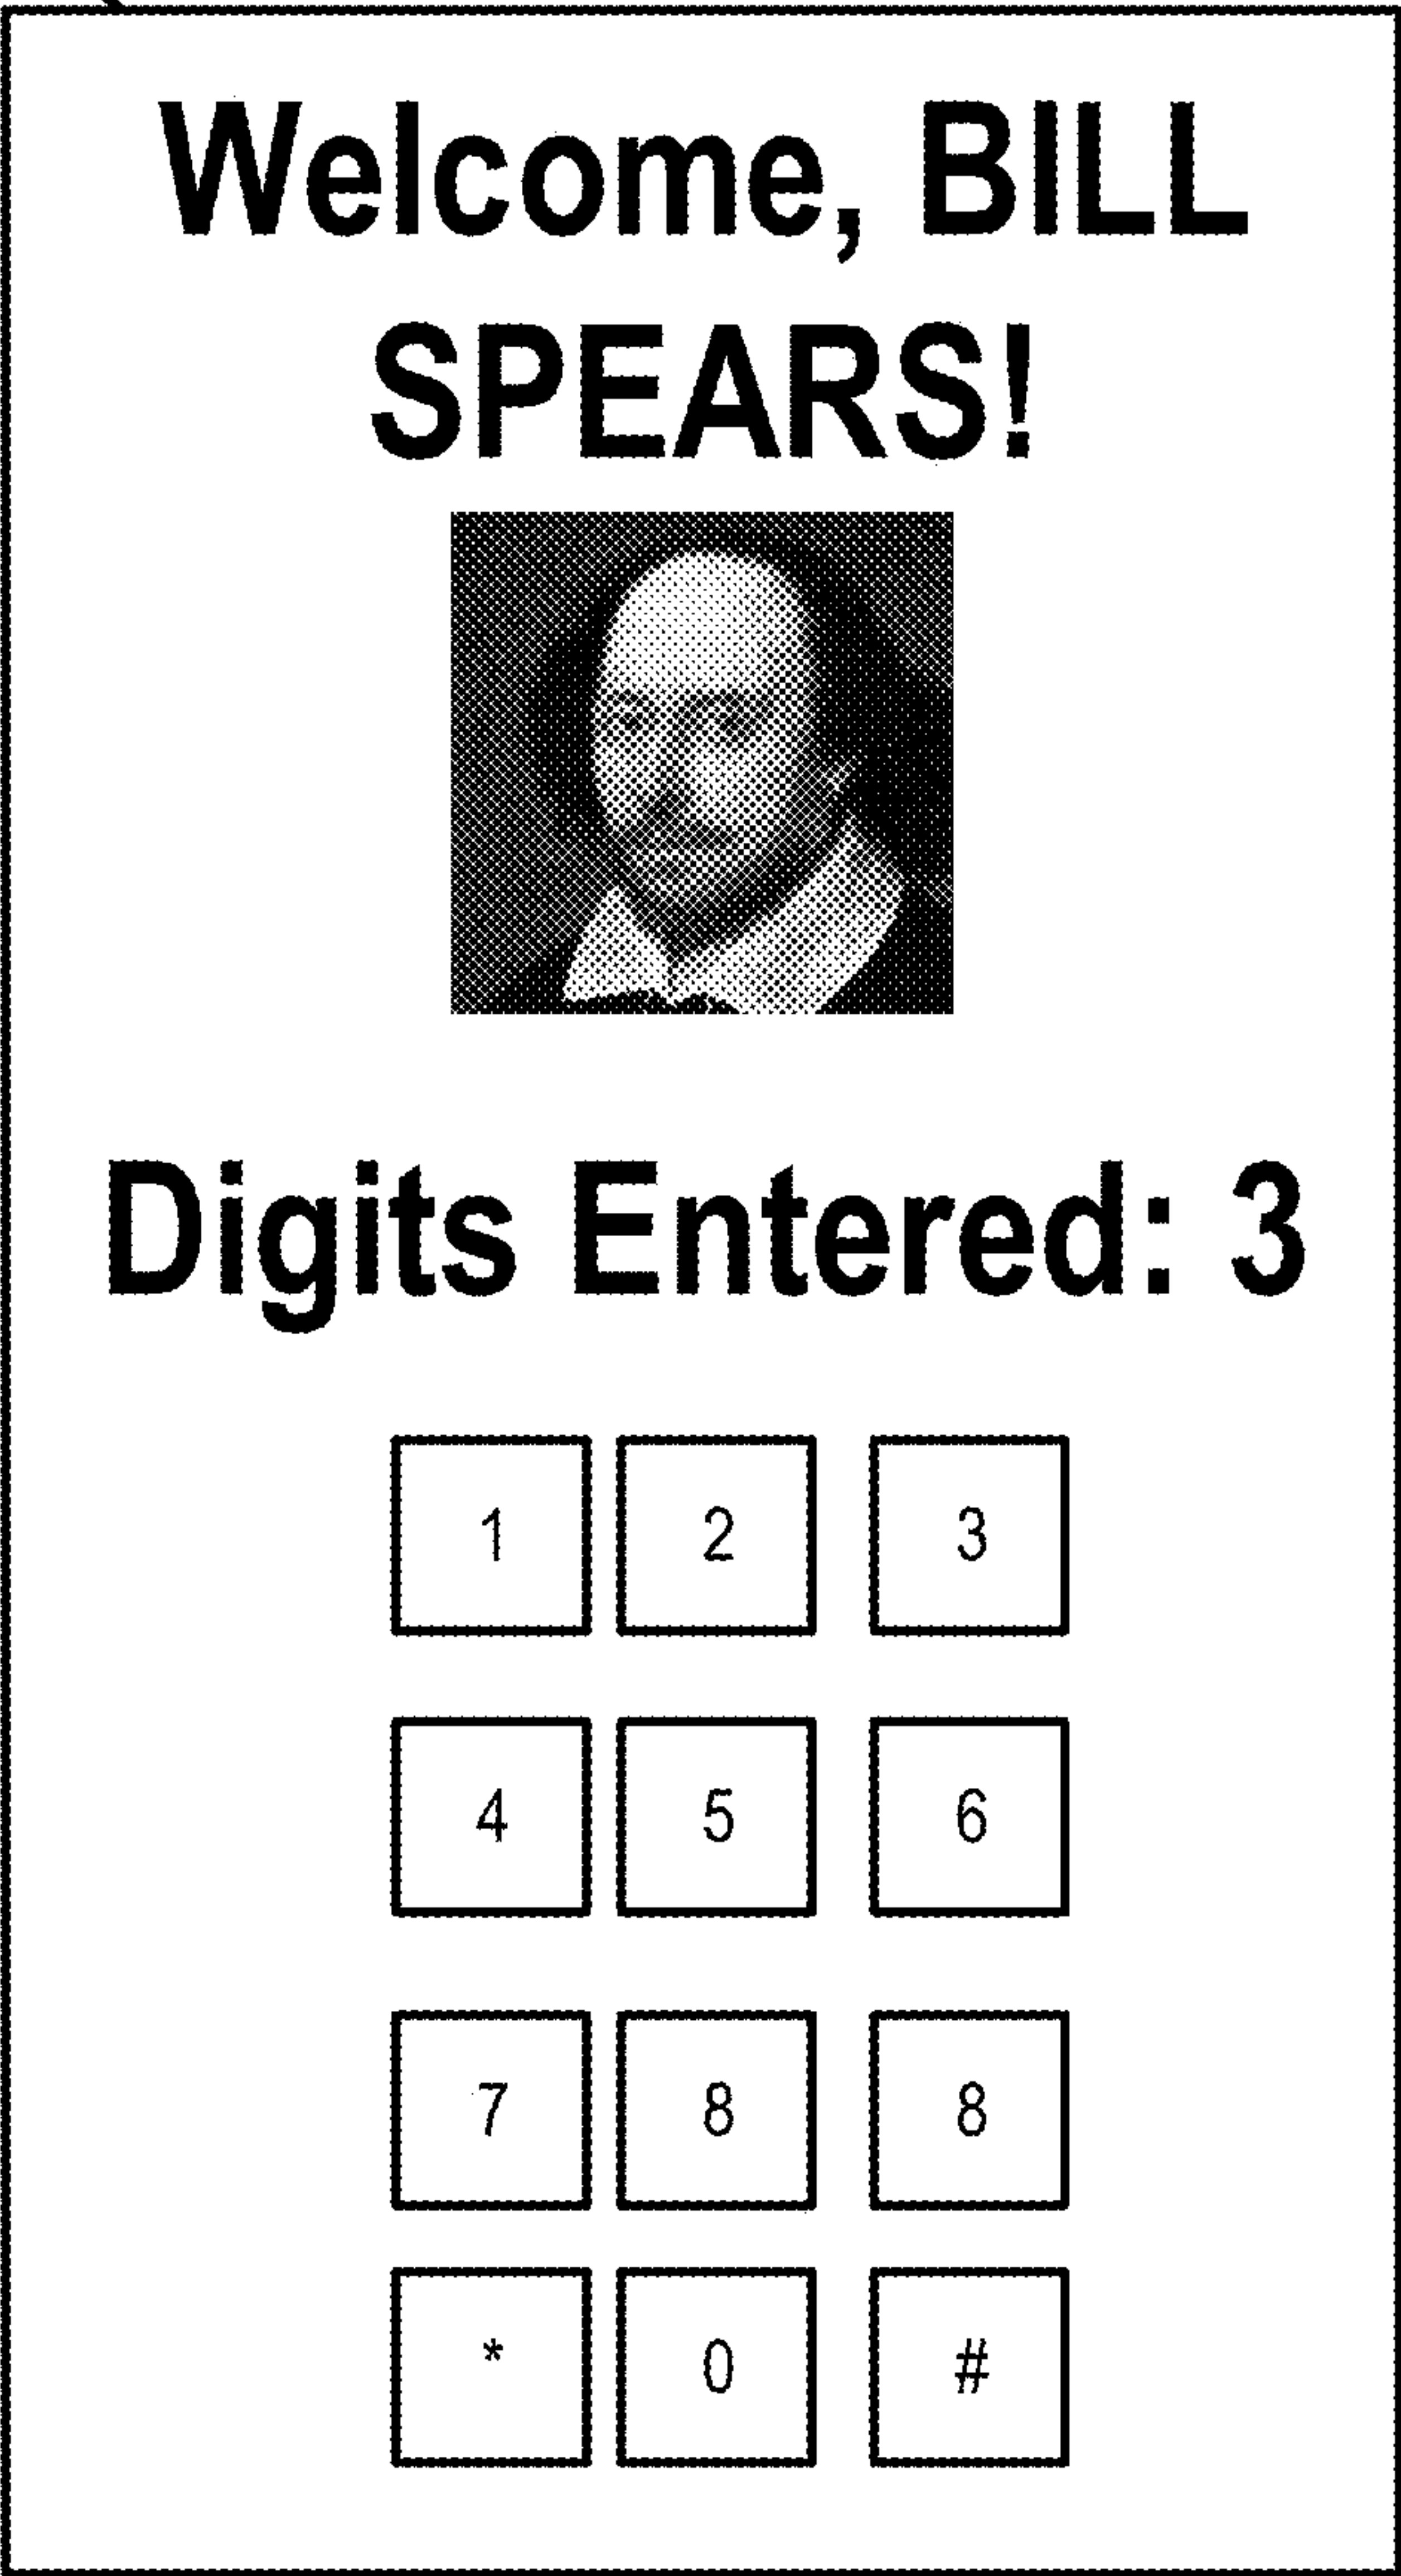 Welcome, BILL
SPEARS!
Digits Entered: 3
1 2 3
4 5 6
7 8 8
* 0 #